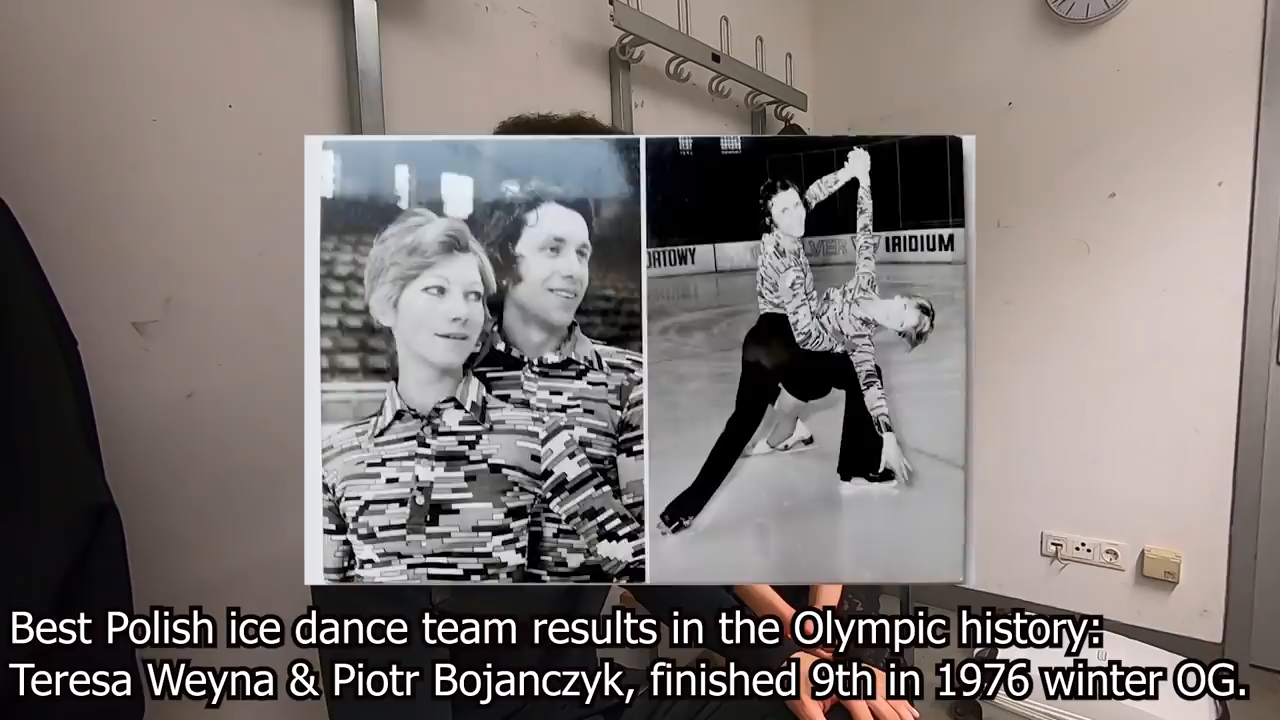 ORTOWY
IRIDIUM
Best Polish ice dance team results in the Olympic history:
Teresa Weyna & Piotr Bojanczyk, finished 9th in 1976 winter OG.